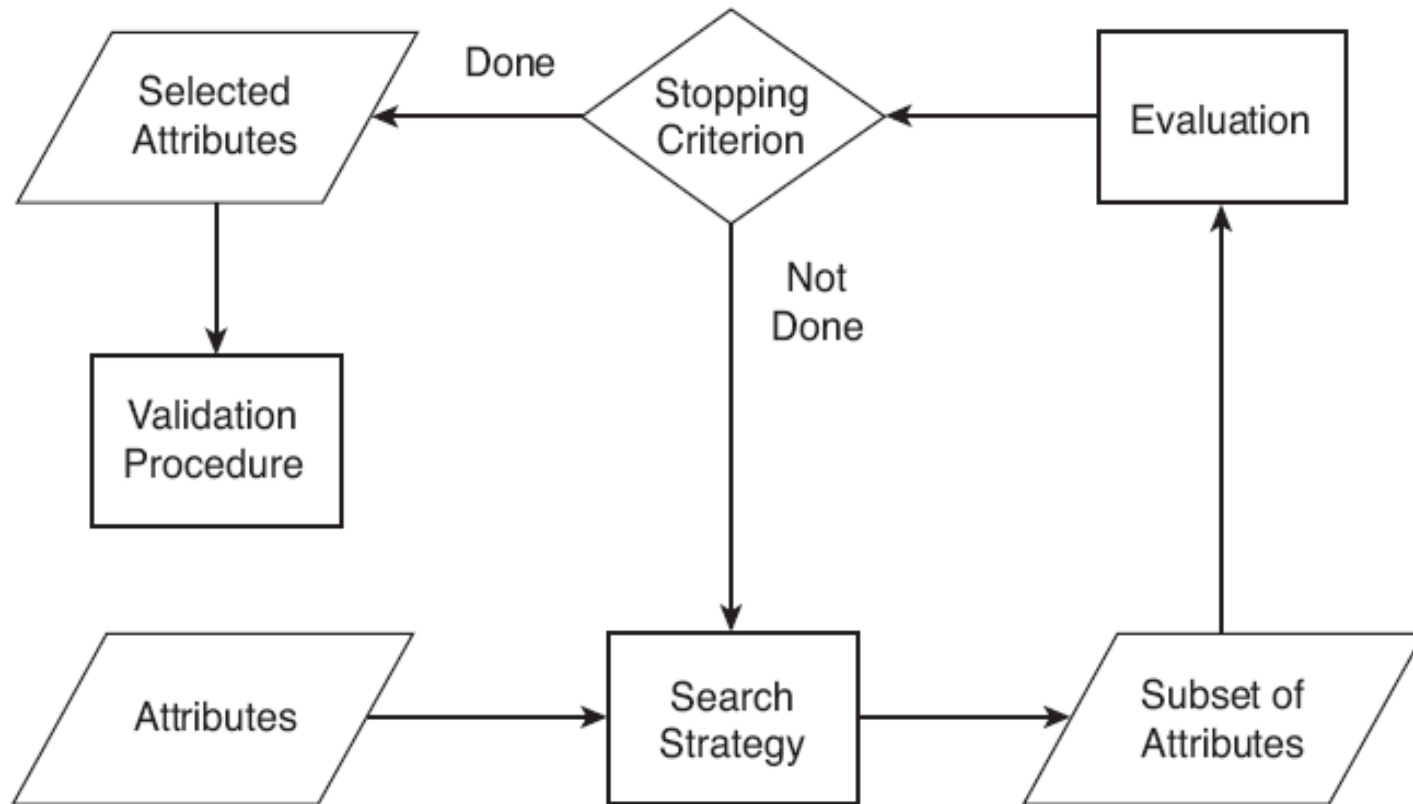 Selected
Attributes
Done
Stopping
Criterion
Evaluation
Not
Done
Validation
Procedure
Attributes
Search
Strategy
Subset of
Attributes